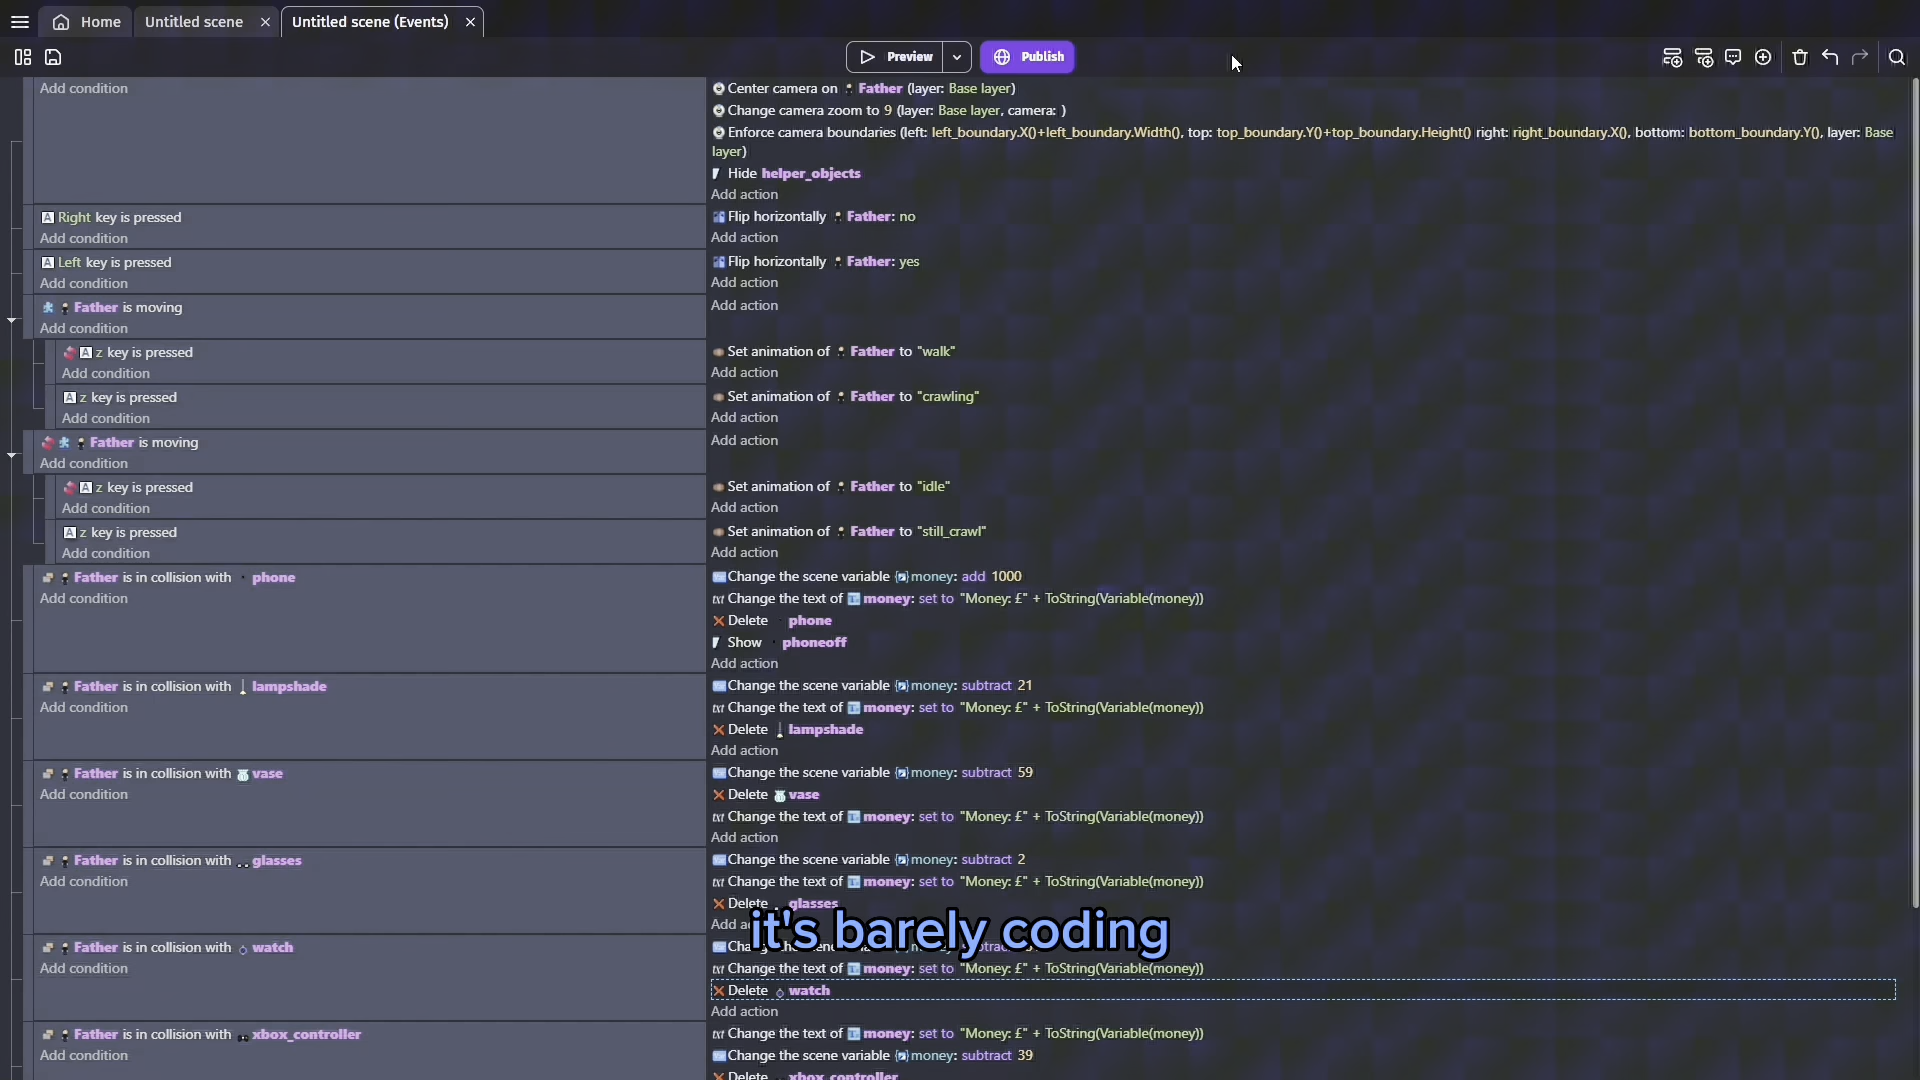 Home
Untitled scene
Untitled scene (Events)
Preview
Publish
Add condition
Center camera on Father (layer: Base layer)
Change camera zoom to 9 (layer: Base layer, camera: )
Enforce camera boundaries (left: left_boundary.X()+left_boundary.Width(), top: top_boundary.Y()+top_boundary.Height() right: right_boundary.X(), bottom: bottom_boundary.Y(), layer: Base
layer)
Hide helper_objects
Add action
A Right key is pressed
Add condition
Flip horizontally Father: no
Add action
A Left key is pressed
Add condition
Flip horizontally Father: yes
Add action
Father is moving
Add condition
Add action
A z key is pressed
Add condition
Set animation of Father to "walk"
Add action
A z key is pressed
Add condition
Set animation of Father to "crawling"
Add action
Father is moving
Add condition
Add action
A z key is pressed
Add condition
Set animation of Father to "idle"
Add action
A z key is pressed
Add condition
Set animation of Father to "still_crawl"
Add action
Father is in collision with phone
Add condition
Change the scene variable money: add 1000
txt Change the text of money: set to "Money: £" + ToString(Variable(money))
Delete phone
Show phoneoff
Add action
Father is in collision with lampshade
Add condition
Change the scene variable money: subtract 21
txt Change the text of money: set to "Money: £" + ToString(Variable(money))
Delete lampshade
Add action
Father is in collision with vase
Add condition
Change the scene variable money: subtract 59
Delete vase
txt Change the text of money: set to "Money: £" + ToString(Variable(money))
Add action
Father is in collision with glasses
Add condition
Change the scene variable money: subtract 2
txt Change the text of money: set to "Money: £" + ToString(Variable(money))
Delete glasses
it's barely coding
Father is in collision with watch
Add condition
txt Change the text of money: set to "Money: £" + ToString(Variable(money))
Delete watch
Add action
Father is in collision with xbox_controller
Add condition
txt Change the text of money: set to "Money: £" + ToString(Variable(money))
Change the scene variable money: subtract 39
Delete xbox_controller